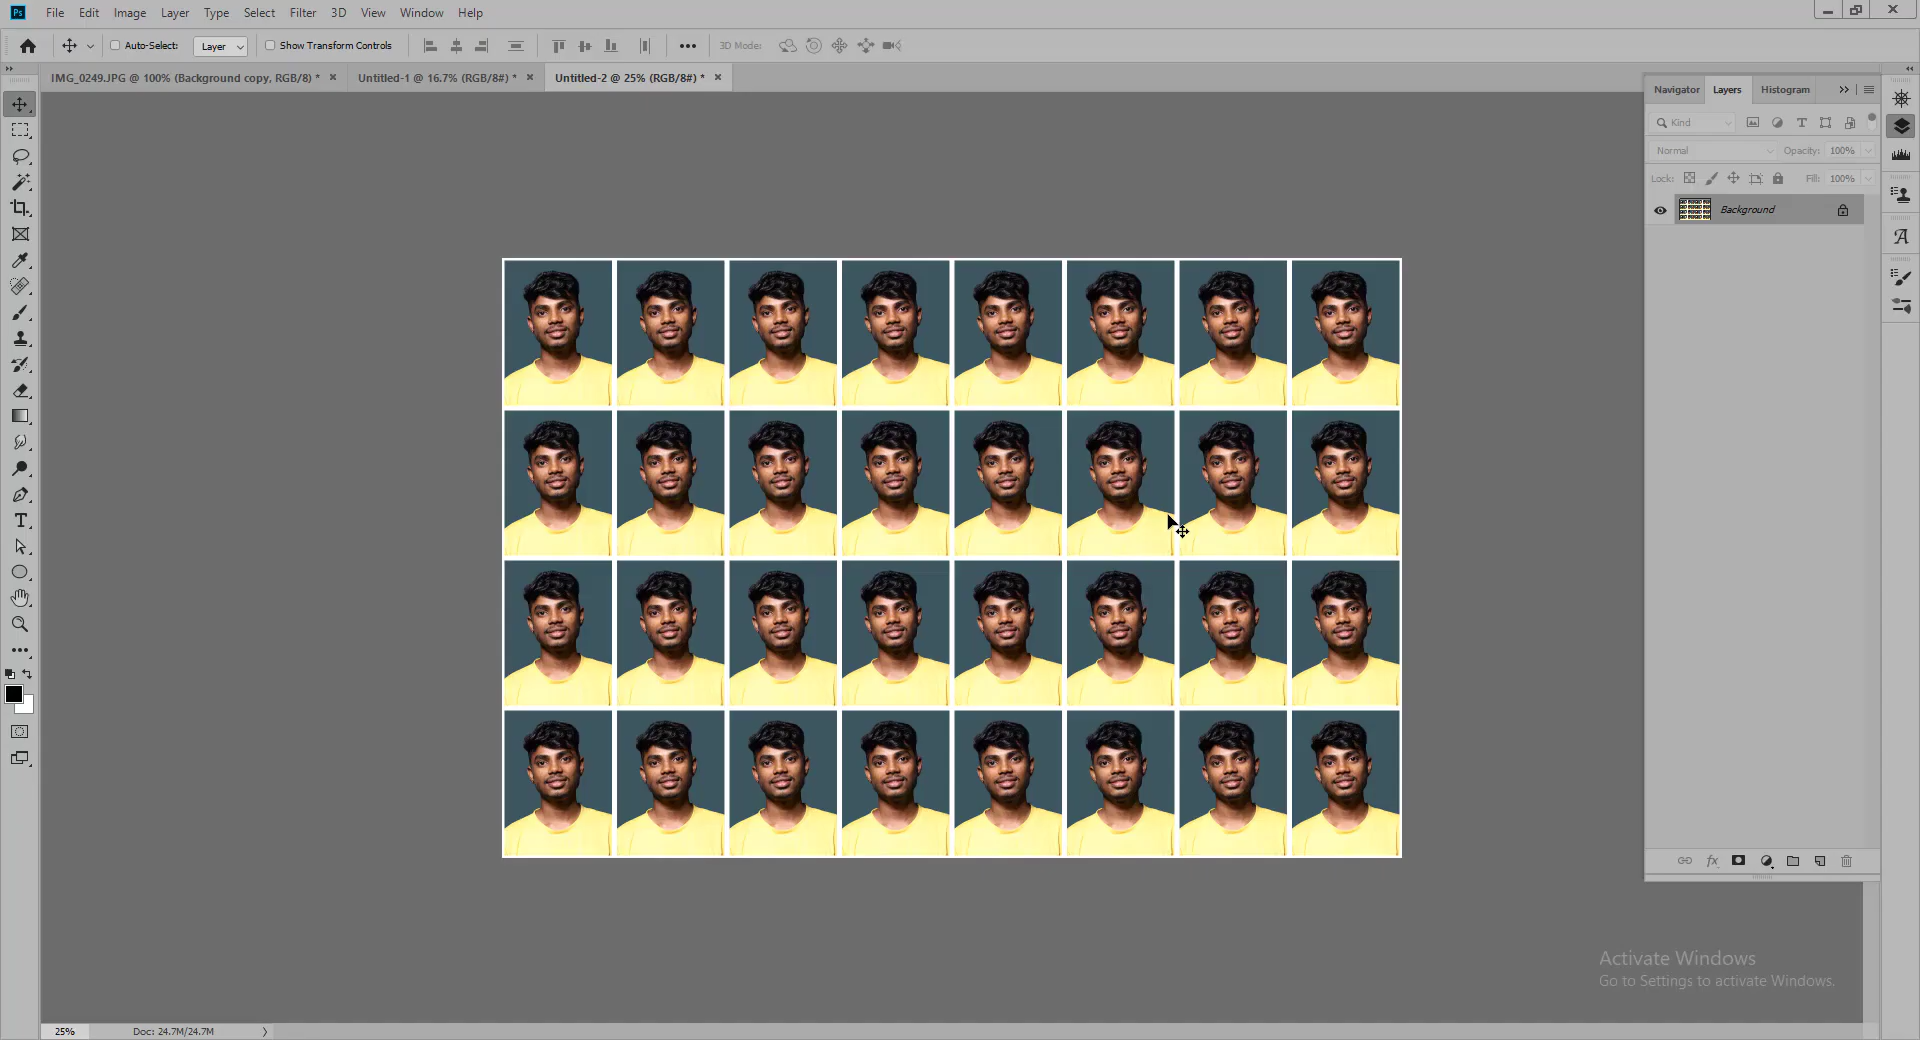 Ps File Edit Image Layer Type Select Filter 3D View Window Help
Auto-Select: Layer Show Transform Controls 3D Mode:
IMG_0249.JPG @ 100% (Background copy, RGB/8) * Untitled-1 @ 16.7% (RGB/8#) * Untitled-2 @ 25% (RGB/8#) *
Navigator Layers Histogram
Kind
Normal Opacity: 100%
Lock: Fill: 100%
Background
Activate Windows
Go to Settings to activate Windows.
25% Doc: 24.7M/24.7M